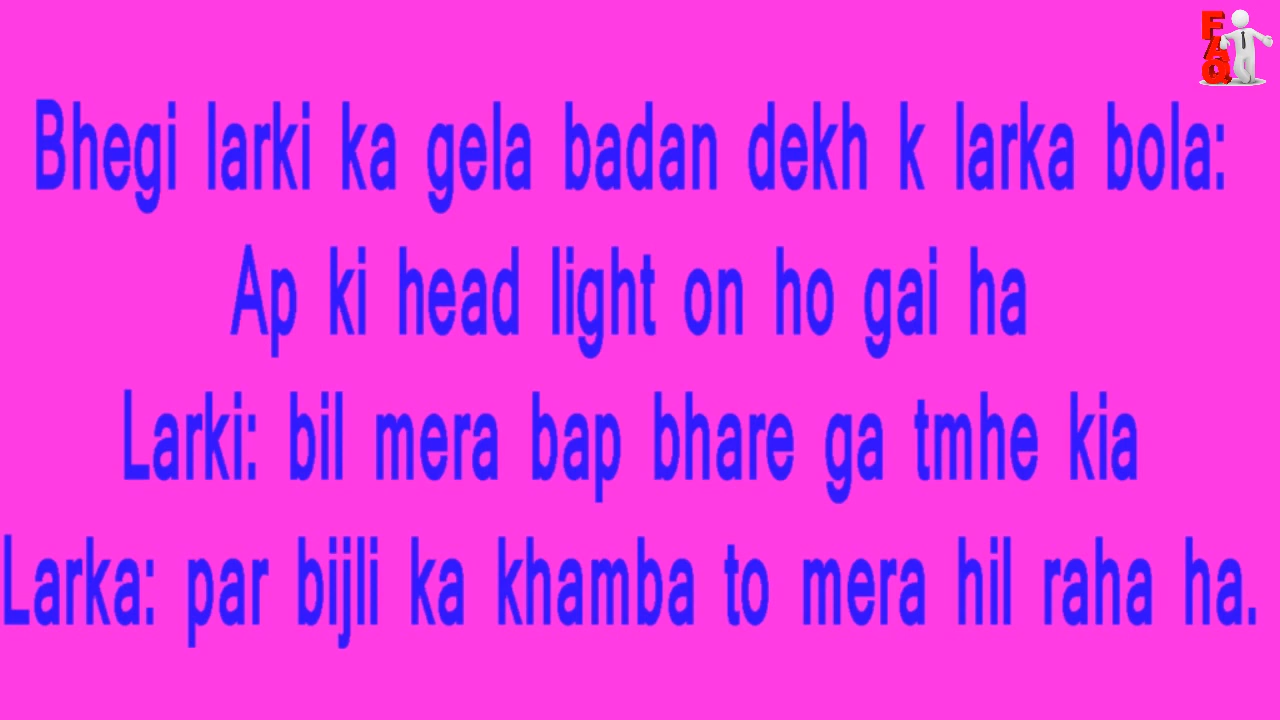 FAQ
Bhegi larki ka gela badan dekh k larka bola:
Ap ki head light on ho gai ha
Larki: bil mera bap bhare ga tmhe kia
Larka: par bijli ka khamba to mera hil raha ha.